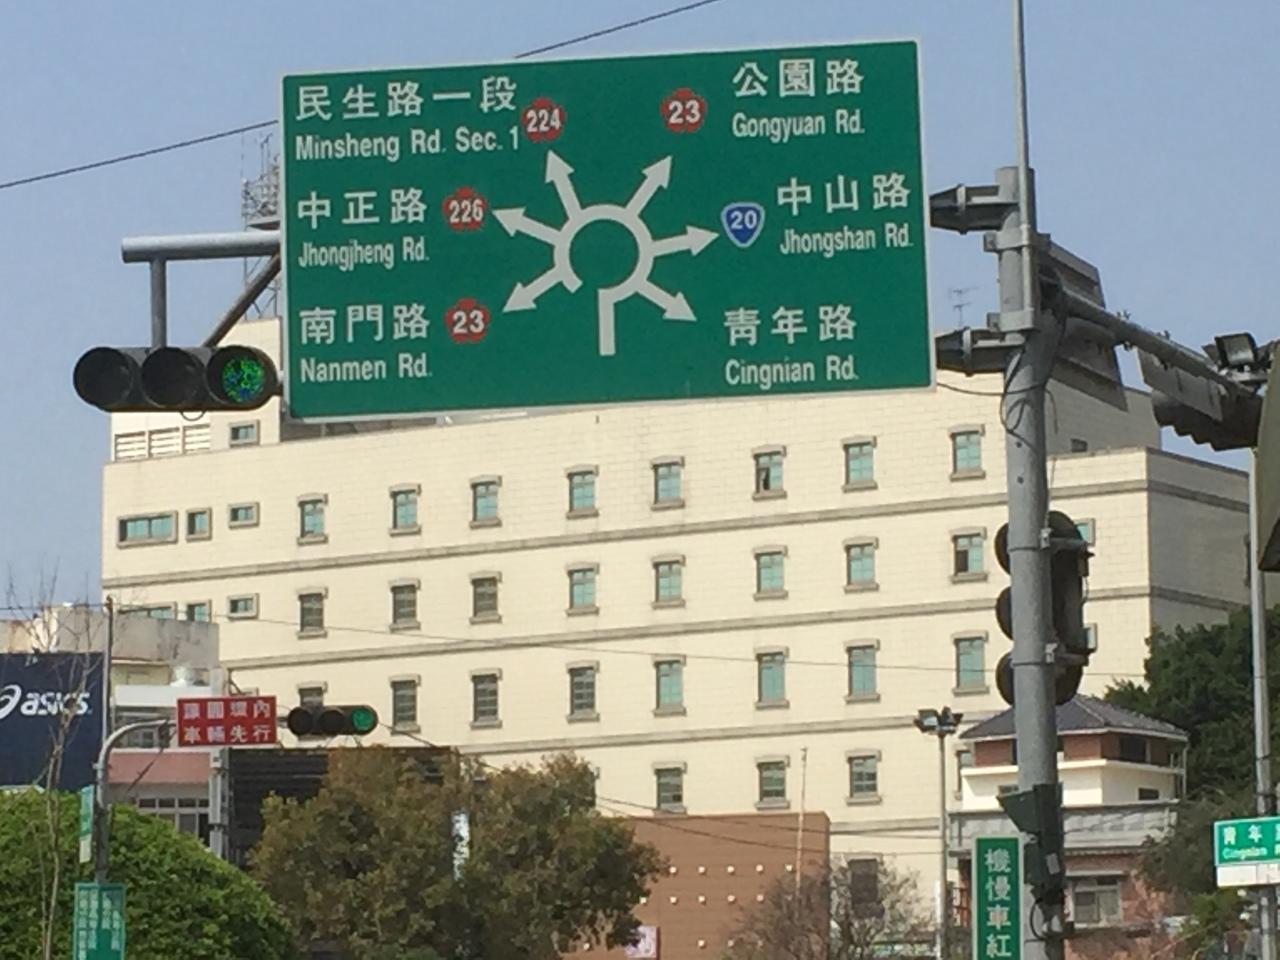 民生路一段
Minsheng Rd. Sec. 1
224
23
公園路
Gongyuan Rd.
中正路
Jhongjheng Rd.
226
20
中山路
Jhongshan Rd.
南門路
Nanmen Rd.
23
青年路
Cingnian Rd.
asics
讓圓環內
車輛先行
機慢車紅
青年
Cingnian